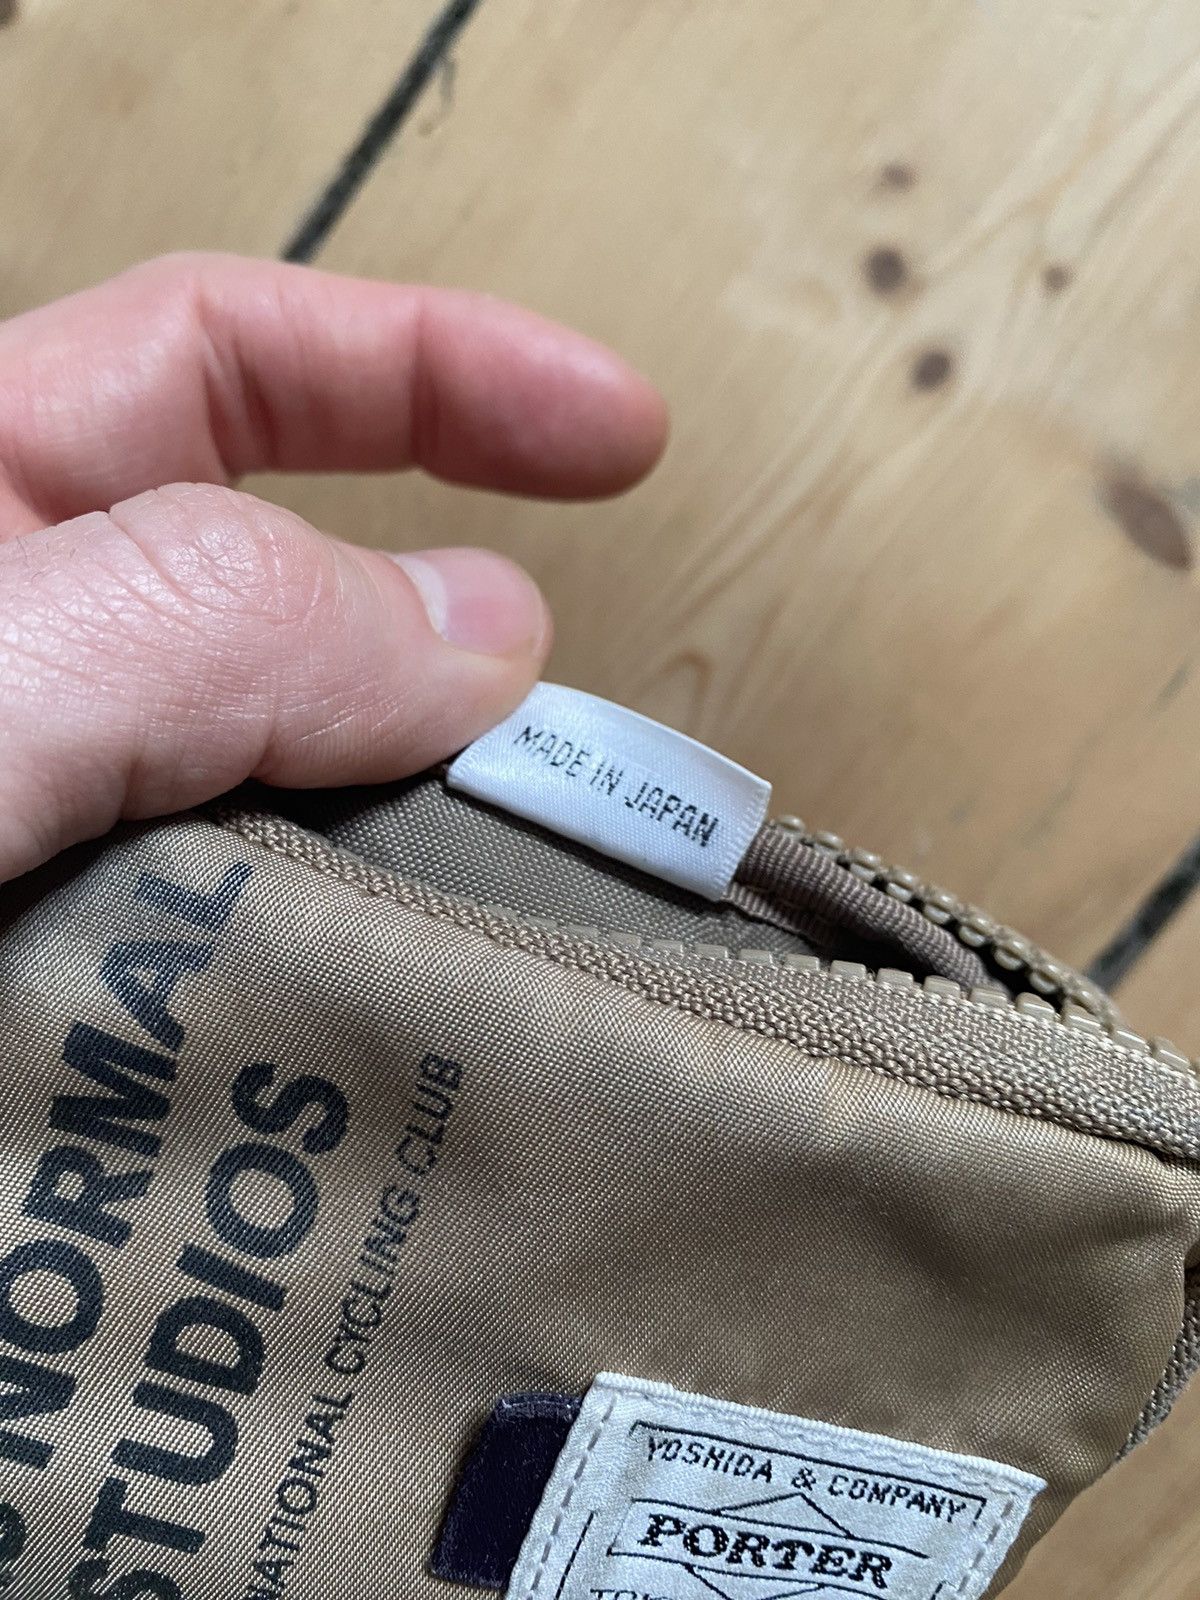 MADE IN JAPAN
NORMAL
STUDIOS
CYCLING CLUB
YOSHIDA & COMPANY
PORTER